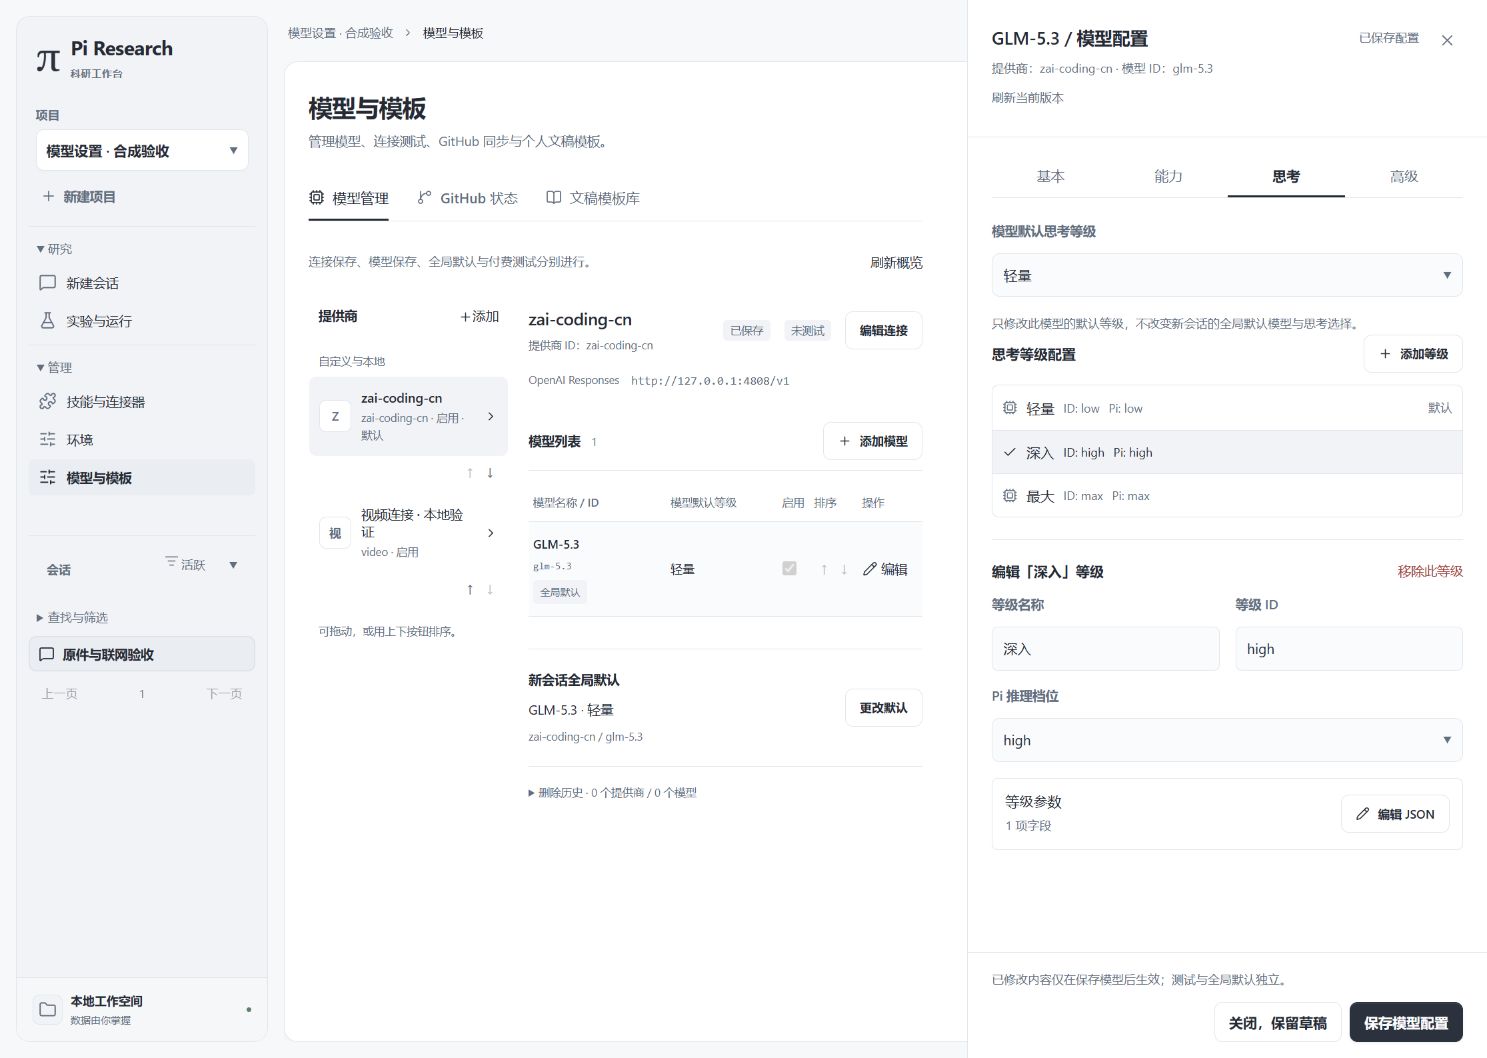 Pi Research
科研工作台
项目
模型设置 · 合成验收
新建项目
研究
新建会话
实验与运行
管理
技能与连接器
环境
模型与模板
会话
活跃
查找与筛选
原件与联网验收
上一页 1 下一页
本地工作空间
数据由你掌握
模型设置 · 合成验收 > 模型与模板
模型与模板
管理模型、连接测试、GitHub 同步与个人文稿模板。
模型管理 GitHub 状态 文稿模板库
连接保存、模型保存、全局默认与付费测试分别进行。 刷新概览
提供商 +添加
自定义与本地
zai-coding-cn
Z
zai-coding-cn · 启用 ·
默认
↑ ↓
视频连接 · 本地验
证
视
video · 启用
↑ ↓
可拖动，或用上下按钮排序。
zai-coding-cn
已保存 未测试 编辑连接
提供商 ID：zai-coding-cn
OpenAI Responses http://127.0.0.1:4808/v1
模型列表 1 + 添加模型
模型名称 / ID 模型默认等级 启用 排序 操作
GLM-5.3
glm-5.3
全局默认
轻量 ↑ ↓ 编辑
新会话全局默认
GLM-5.3 · 轻量
zai-coding-cn / glm-5.3
更改默认
删除历史 · 0 个提供商 / 0 个模型
GLM-5.3 / 模型配置 已保存配置
提供商：zai-coding-cn · 模型 ID：glm-5.3
刷新当前版本
基本 能力 思考 高级
模型默认思考等级
轻量
只修改此模型的默认等级，不改变新会话的全局默认模型与思考选择。
思考等级配置 + 添加等级
轻量 ID: low Pi: low 默认
深入 ID: high Pi: high
最大 ID: max Pi: max
编辑「深入」等级 移除此等级
等级名称 等级 ID
深入 high
Pi 推理档位
high
等级参数
1 项字段
编辑 JSON
已修改内容仅在保存模型后生效；测试与全局默认独立。
关闭，保留草稿 保存模型配置